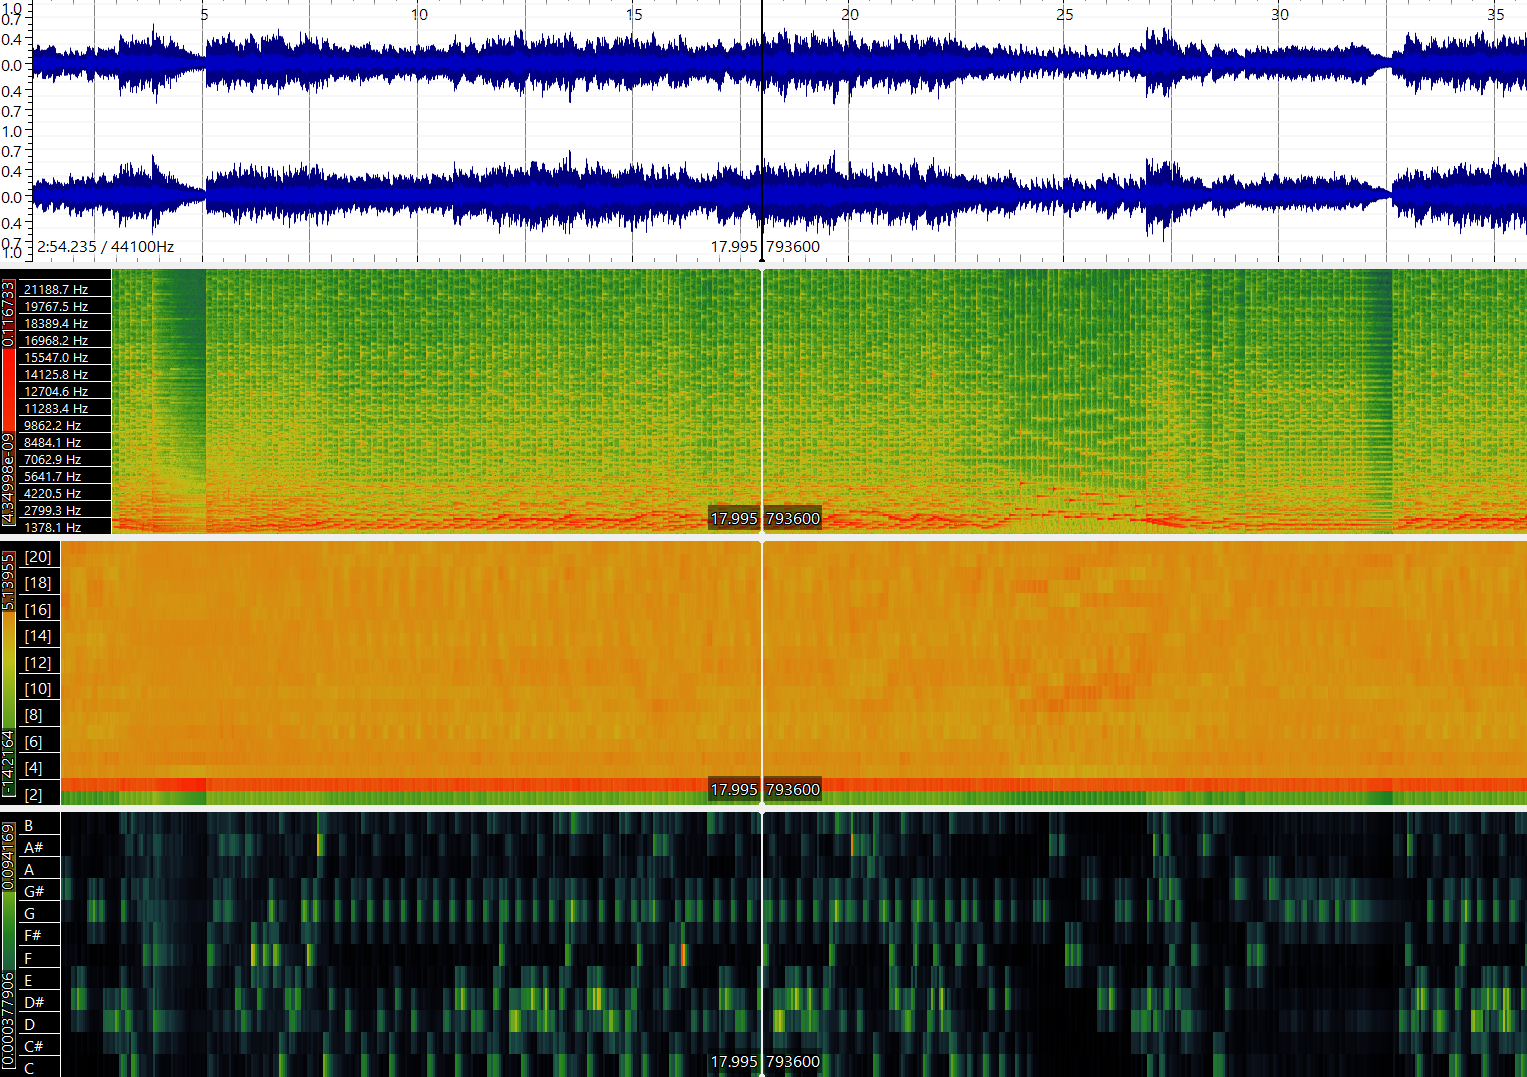 5 10 15 20 25 30 35
1.0
0.7
0.4
0.0
0.4
0.7
1.0
0.7
0.4
0.0
0.4
0.7
1.0
2:54.235 / 44100Hz
17.995 793600
0.116733
4.34998e-09
21188.7 Hz
19767.5 Hz
18389.4 Hz
16968.2 Hz
15547.0 Hz
14125.8 Hz
12704.6 Hz
11283.4 Hz
9862.2 Hz
8484.1 Hz
7062.9 Hz
5641.7 Hz
4220.5 Hz
2799.3 Hz
1378.1 Hz
17.995 793600
5.13955
-14.2164
[20]
[18]
[16]
[14]
[12]
[10]
[8]
[6]
[4]
[2]
17.995 793600
0.094169
0.000377906
B
A#
A
G#
G
F#
F
E
D#
D
C#
C
17.995 793600